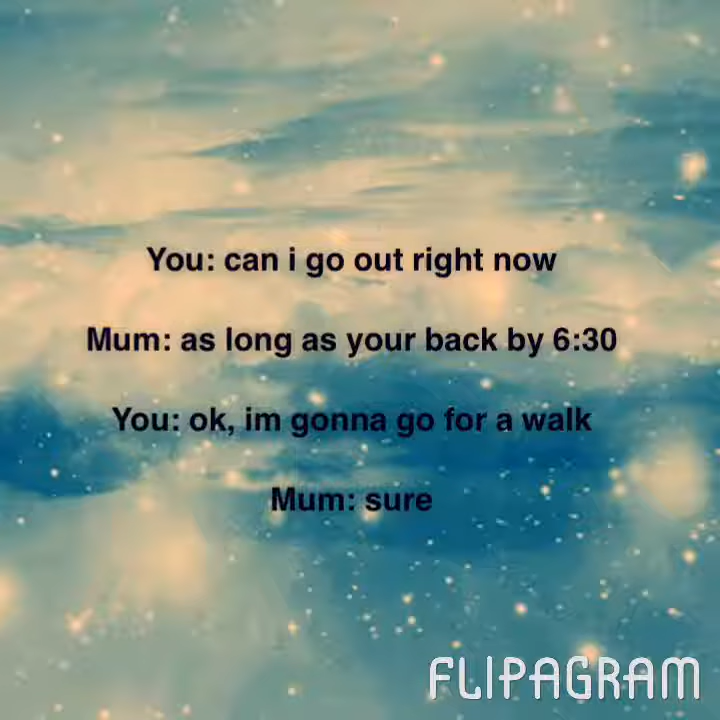 You: can i go out right now
Mum: as long as your back by 6:30
You: ok, im gonna go for a walk
Mum: sure
FLIPAGRAM